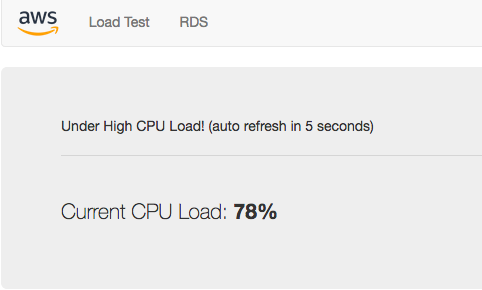 aws Load Test RDS
Under High CPU Load! (auto refresh in 5 seconds)
Current CPU Load: 78%